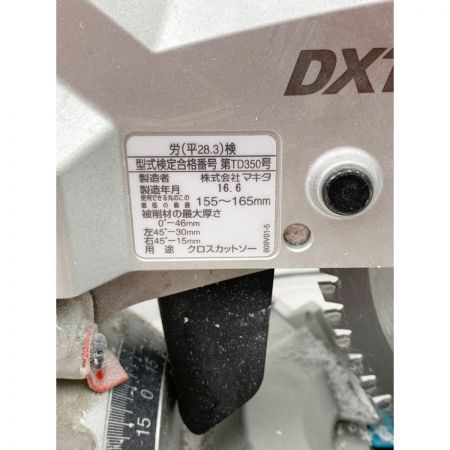 DXT
労(平28.3)検
型式検定合格番号 第TD350号
製造者 株式会社マキタ
製造年月 16.6
使用できる丸のこの直径の範囲 155～165mm
被削材の最大厚さ
0°-46mm
左45°-30mm
右45°-15mm
用途 クロスカットソー
809V01-5
15 0